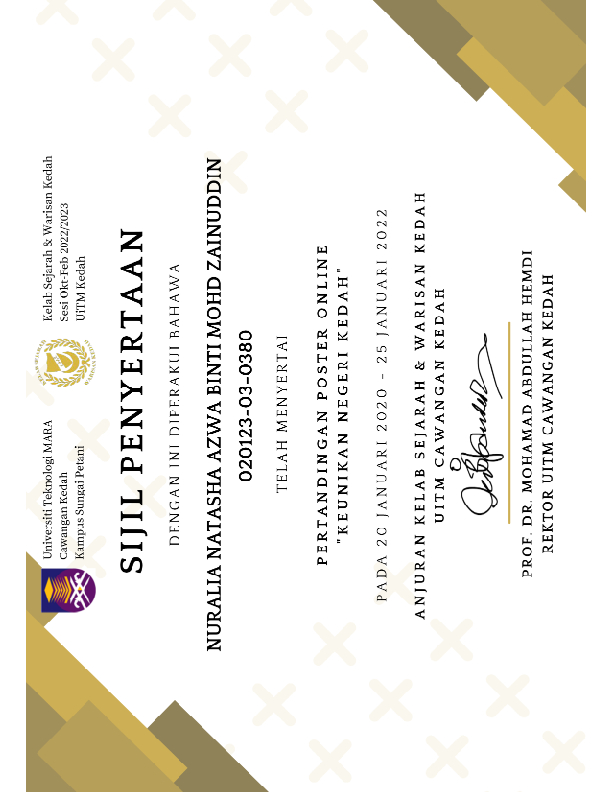 Universiti Teknologi MARA
Cawangan Kedah
Kampus Sungai Petani
KELAB SEJARAH
WARISAN KEDAH
Kelab Sejarah & Warisan Kedah
Sesi Okt-Feb 2022/2023
UiTM Kedah
SIJIL PENYERTAAN
DENGAN INI DIPERAKUI BAHAWA
NURALIA NATASHA AZWA BINTI MOHD ZAINUDDIN
020123-03-0380
TELAH MENYERTAI
PERTANDINGAN POSTER ONLINE
"KEUNIKAN NEGERI KEDAH"
PADA 20 JANUARI 2020 - 25 JANUARI 2022
ANJURAN KELAB SEJARAH & WARISAN KEDAH
UITM CAWANGAN KEDAH
PROF. DR. MOHAMAD ABDULLAH HEMDI
REKTOR UITM CAWANGAN KEDAH